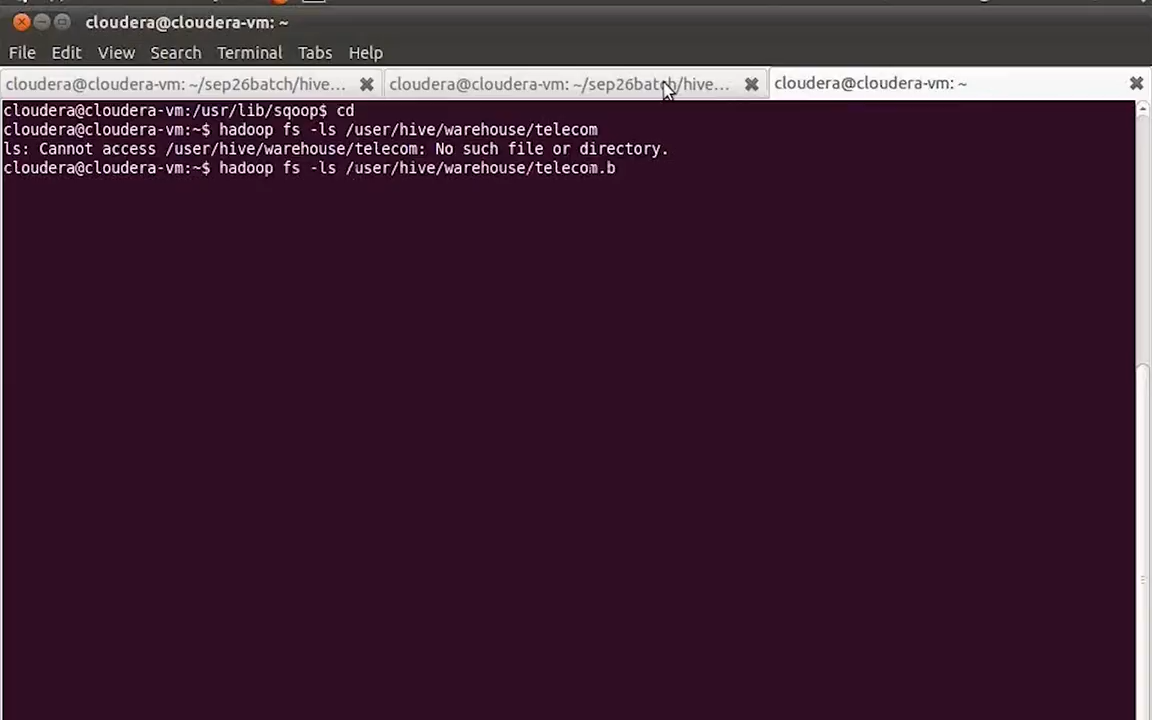 cloudera@cloudera-vm: ~
File Edit View Search Terminal Tabs Help
cloudera@cloudera-vm: ~/sep26batch/hive... cloudera@cloudera-vm: ~/sep26batch/hive... cloudera@cloudera-vm: ~
cloudera@cloudera-vm:/usr/lib/sqoop$ cd
cloudera@cloudera-vm:~$ hadoop fs -ls /user/hive/warehouse/telecom
ls: Cannot access /user/hive/warehouse/telecom: No such file or directory.
cloudera@cloudera-vm:~$ hadoop fs -ls /user/hive/warehouse/telecom.b